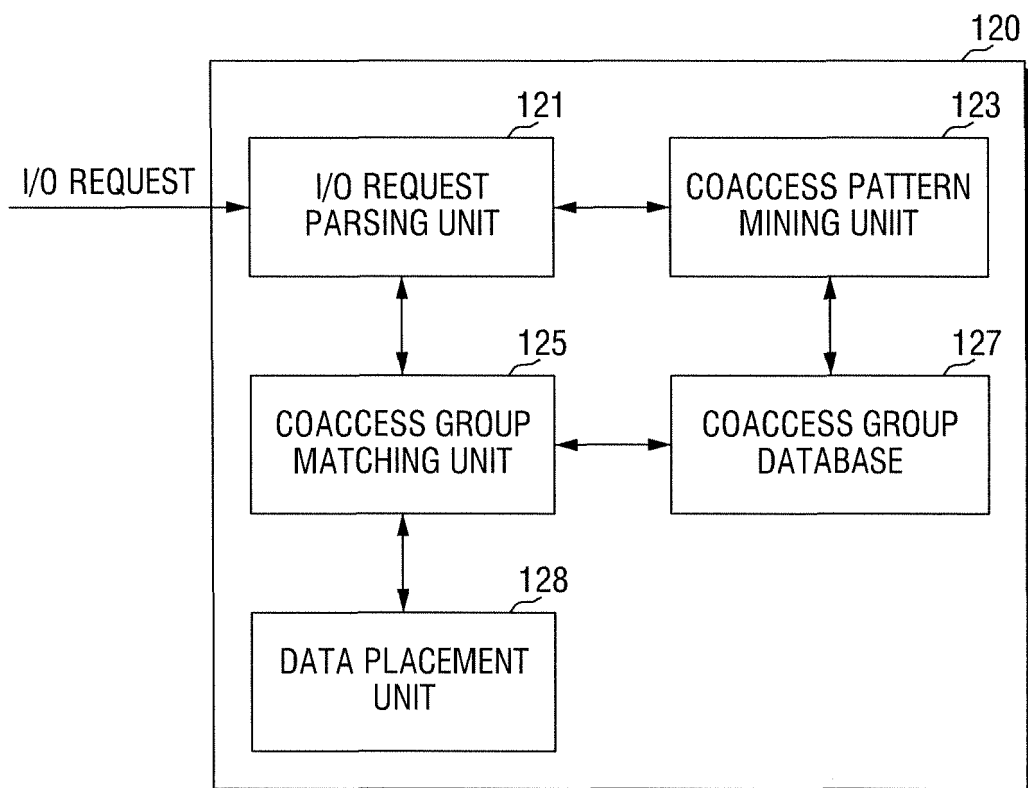 120
121
123
I/O REQUEST
I/O REQUEST
PARSING UNIT
COACCESS PATTERN
MINING UNIIT
125
127
COACCESS GROUP
MATCHING UNIT
COACCESS GROUP
DATABASE
128
DATA PLACEMENT
UNIT